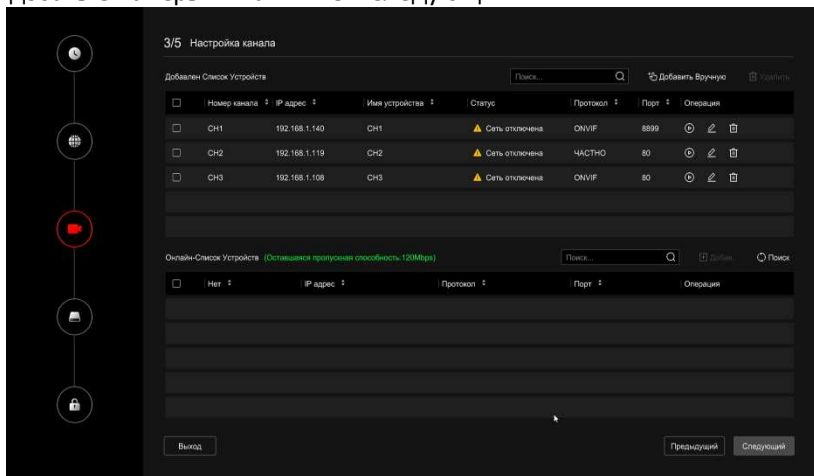 3/5 Настройка канала
Добавлен Список Устройств Поиск... Добавить Вручную Удалить
Номер канала IP адрес Имя устройства Статус Протокол Порт Операция
CH1 192.168.1.140 CH1 Сеть отключена ONVIF 8899
CH2 192.168.1.119 CH2 Сеть отключена ЧАСТНО 80
CH3 192.168.1.108 CH3 Сеть отключена ONVIF 80
Онлайн-Список Устройств (Оставшаяся пропускная способность:120Mbps) Поиск... Поиск
Нет IP адрес Протокол Порт Операция
Выход Предыдущий Следующий